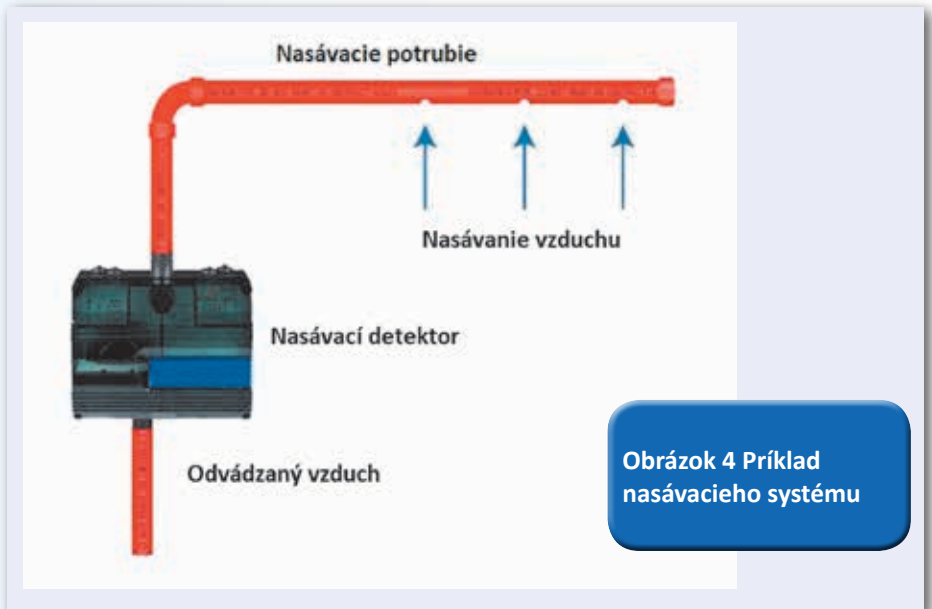 Nasávacie potrubie
Nasávanie vzduchu
Nasávací detektor
Odvádzaný vzduch
Obrázok 4 Príklad
nasávacieho systému